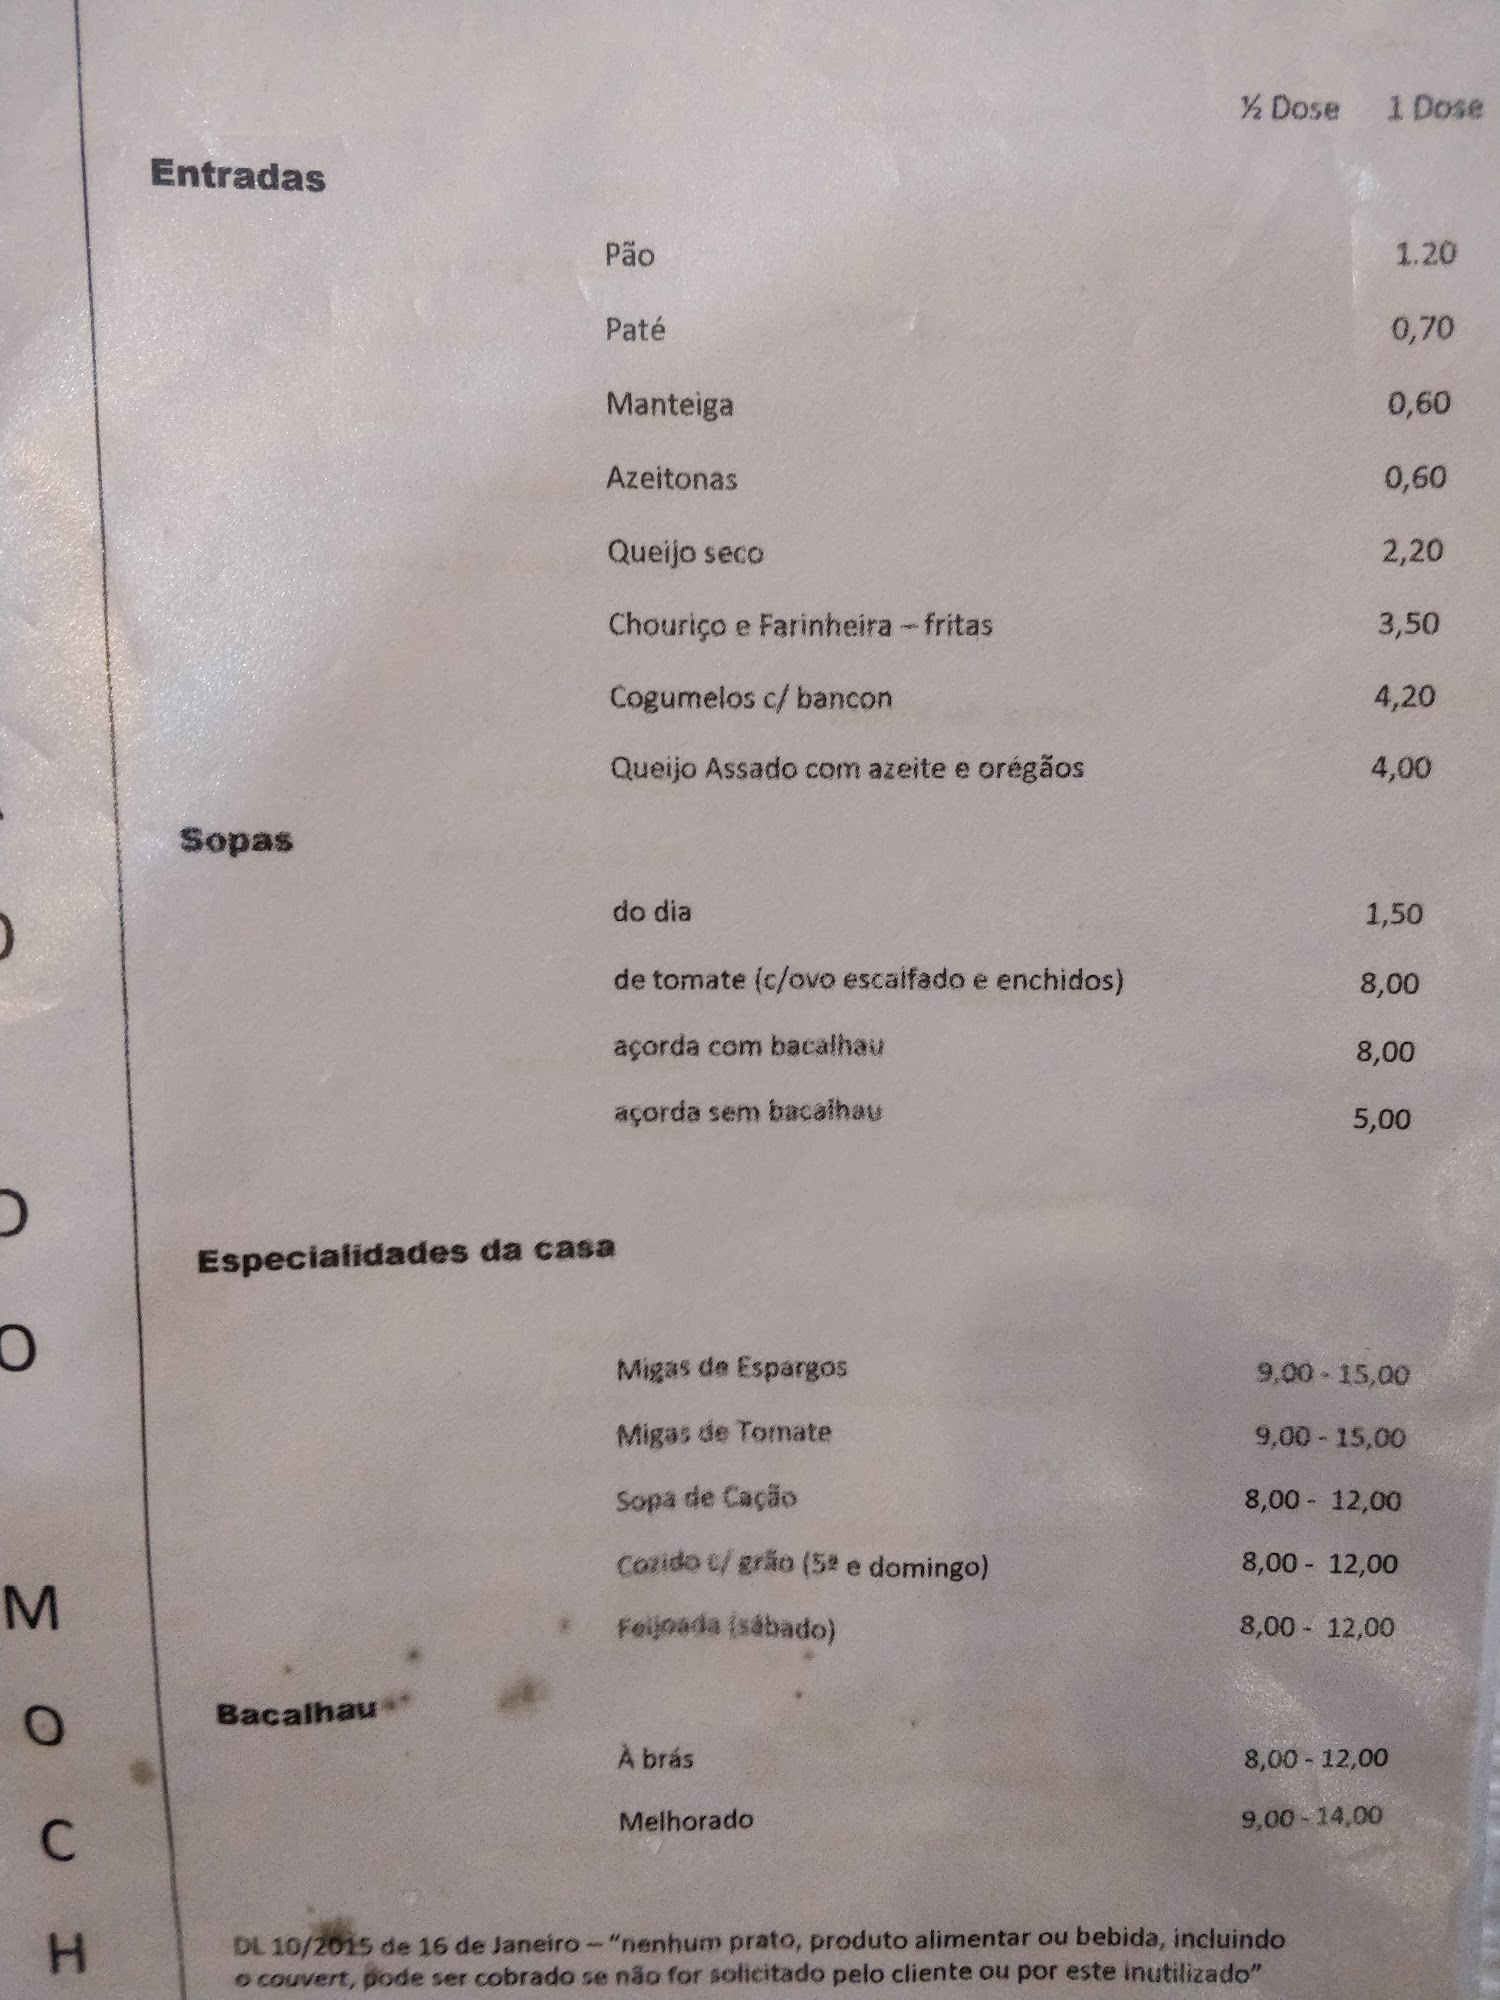 ½ Dose 1 Dose
Entradas
Pão 1.20
Paté 0,70
Manteiga 0,60
Azeitonas 0,60
Queijo seco 2,20
Chouriço e Farinheira – fritas 3,50
Cogumelos c/ bancon 4,20
Queijo Assado com azeite e orégãos 4,00
Sopas
do dia 1,50
de tomate (c/ovo escalfado e enchidos) 8,00
açorda com bacalhau 8,00
açorda sem bacalhau 5,00
Especialidades da casa
Migas de Espargos 9,00 - 15,00
Migas de Tomate 9,00 - 15,00
Sopa de Cação 8,00 - 12,00
Cozido c/ grão (5ª e domingo) 8,00 - 12,00
Feijoada (sábado) 8,00 - 12,00
Bacalhau
À brás 8,00 - 12,00
Melhorado 9,00 - 14,00
DL 10/2015 de 16 de Janeiro – "nenhum prato, produto alimentar ou bebida, incluindo
o couvert, pode ser cobrado se não for solicitado pelo cliente ou por este inutilizado"
O
M
O
C
H